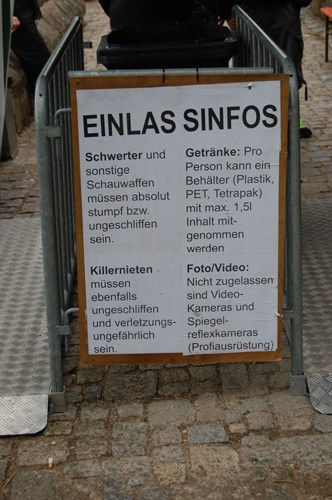 EINLAS SINFOS
Schwerter und
sonstige
Schauwaffen
müssen absolut
stumpf bzw.
ungeschliffen
sein.
Getränke: Pro
Person kann ein
Behälter (Plastik,
PET, Tetrapak)
mit max. 1,5l
Inhalt mit-
genommen
werden
Killernieten
müssen
ebenfalls
ungeschliffen
und verletzungs-
ungefährlich
sein.
Foto/Video:
Nicht zugelassen
sind Video-
Kameras und
Spiegel-
reflexkameras
(Profiausrüstung)